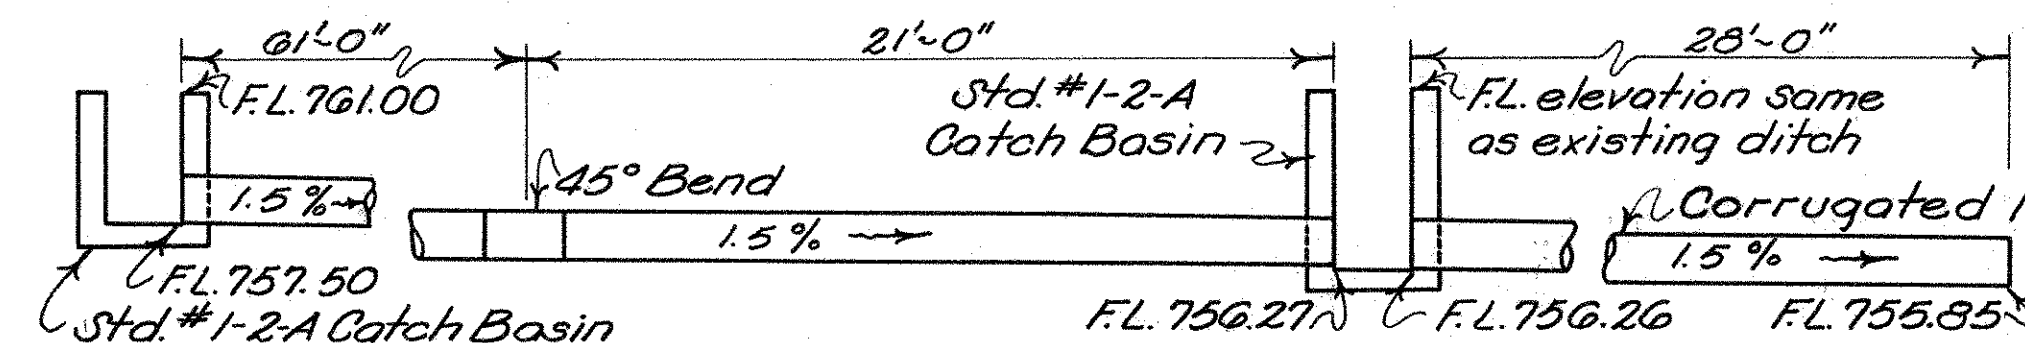 61'-0"
21'-0"
28'-0"
F.L. 761.00
Std. #1-2-A
Catch Basin
F.L. elevation same
as existing ditch
1.5%
45° Bend
1.5%
Corrugated
1.5%
F.L. 757.50
Std. #1-2-A Catch Basin
F.L. 756.27
F.L. 756.26
F.L. 755.85